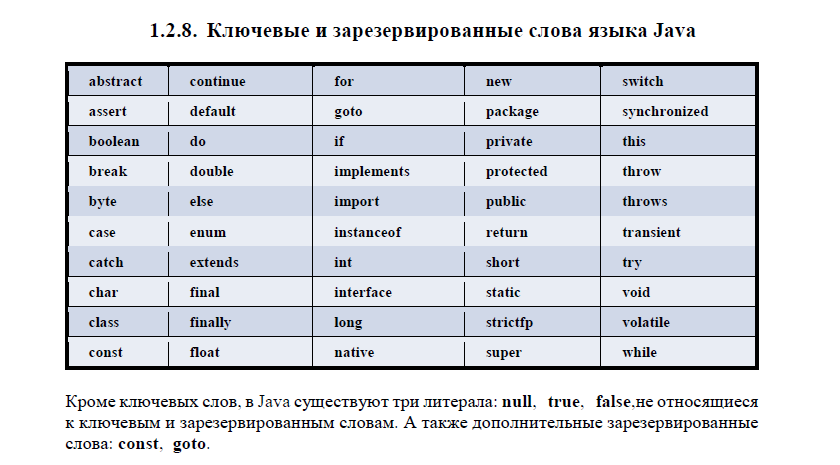 1.2.8. Ключевые и зарезервированные слова языка Java
abstract continue for new switch
assert default goto package synchronized
boolean do if private this
break double implements protected throw
byte else import public throws
case enum instanceof return transient
catch extends int short try
char final interface static void
class finally long strictfp volatile
const float native super while
Кроме ключевых слов, в Java существуют три литерала: null, true, false,не относящиеся
к ключевым и зарезервированным словам. А также дополнительные зарезервированные
слова: const, goto.